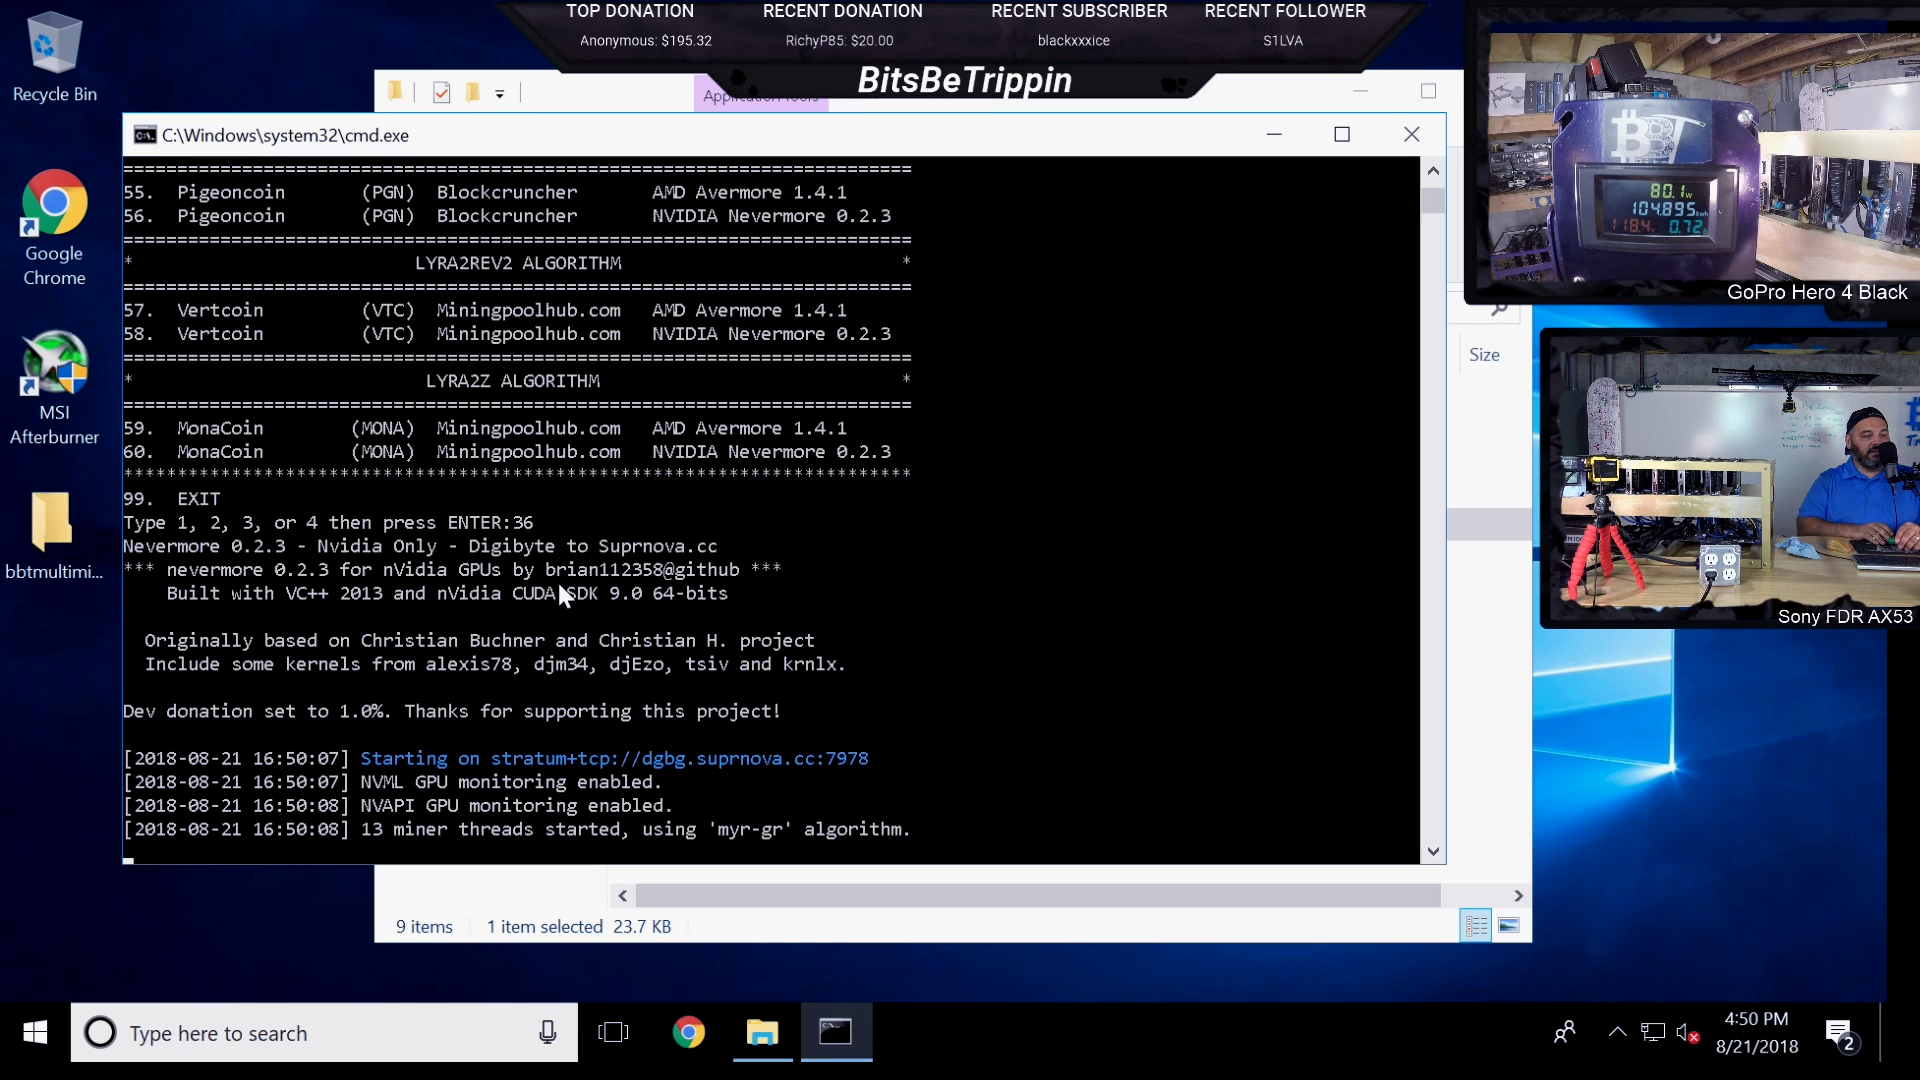 TOP DONATION
RECENT DONATION
RECENT SUBSCRIBER
RECENT FOLLOWER
Anonymous: $195.32
RichyP85: $20.00
blackxxxice
S1LVA
BitsBeTrippin
Recycle Bin
Google
Chrome
MSI
Afterburner
bbtmultimi...
C:\Windows\system32\cmd.exe
=========================================================================
55.  Pigeoncoin       (PGN)  Blockcruncher       AMD Avermore 1.4.1
56.  Pigeoncoin       (PGN)  Blockcruncher       NVIDIA Nevermore 0.2.3
=========================================================================
*                          LYRA2REV2 ALGORITHM                          *
=========================================================================
57.  Vertcoin         (VTC)  Miningpoolhub.com   AMD Avermore 1.4.1
58.  Vertcoin         (VTC)  Miningpoolhub.com   NVIDIA Nevermore 0.2.3
=========================================================================
*                           LYRA2Z ALGORITHM                            *
=========================================================================
59.  MonaCoin        (MONA)  Miningpoolhub.com   AMD Avermore 1.4.1
60.  MonaCoin        (MONA)  Miningpoolhub.com   NVIDIA Nevermore 0.2.3
*************************************************************************
99.  EXIT
Type 1, 2, 3, or 4 then press ENTER:36
Nevermore 0.2.3 - Nvidia Only - Digibyte to Suprnova.cc
*** nevermore 0.2.3 for nVidia GPUs by brian112358@github ***
Built with VC++ 2013 and nVidia CUDA SDK 9.0 64-bits
Originally based on Christian Buchner and Christian H. project
Include some kernels from alexis78, djm34, djEzo, tsiv and krnlx.
Dev donation set to 1.0%. Thanks for supporting this project!
[2018-08-21 16:50:07] Starting on stratum+tcp://dgbg.suprnova.cc:7978
[2018-08-21 16:50:07] NVML GPU monitoring enabled.
[2018-08-21 16:50:08] NVAPI GPU monitoring enabled.
[2018-08-21 16:50:08] 13 miner threads started, using 'myr-gr' algorithm.
Size
9 items
1 item selected  23.7 KB
80.1w
104.895kwh
118.4v 0.72
GoPro Hero 4 Black
Sony FDR AX53
Type here to search
4:50 PM
8/21/2018
2